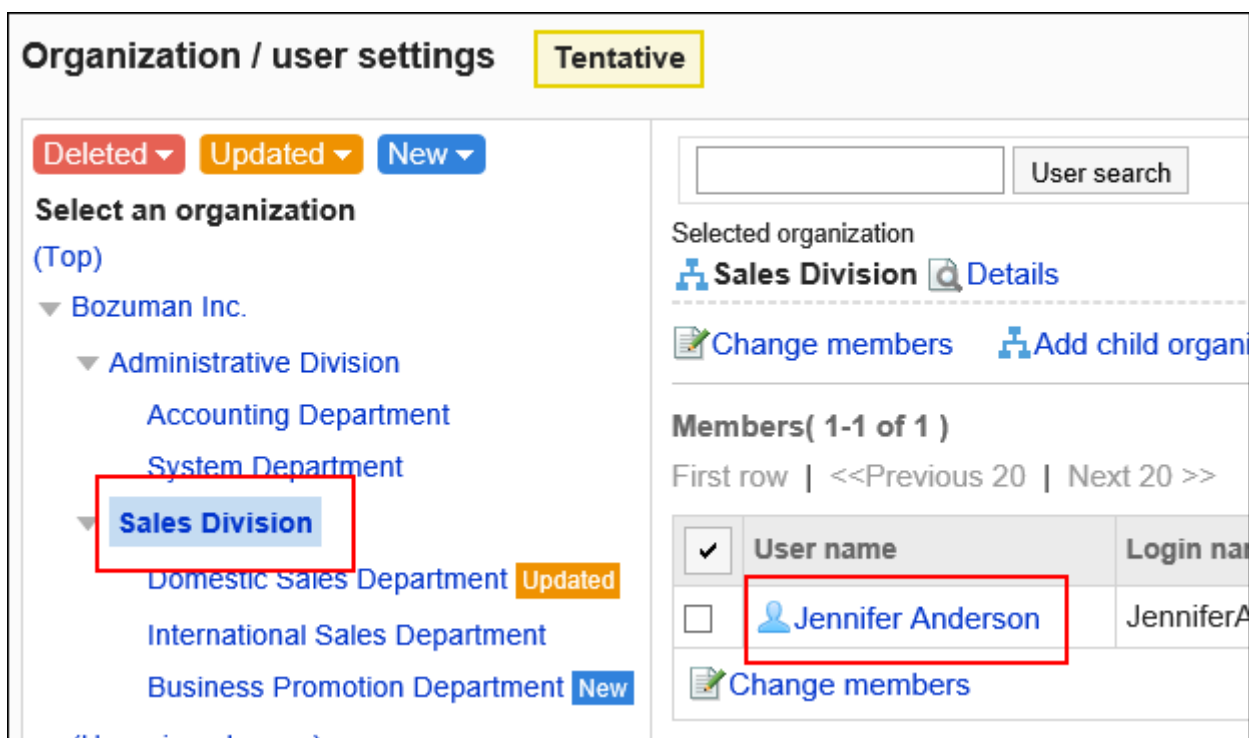 Organization / user settings Tentative
Deleted Updated New
Select an organization
(Top)
Bozuman Inc.
Administrative Division
Accounting Department
System Department
Sales Division
Domestic Sales Department Updated
International Sales Department
Business Promotion Department New
User search
Selected organization
Sales Division Details
Change members Add child organi
Members( 1-1 of 1 )
First row | <<Previous 20 | Next 20 >>
User name Login nar
Jennifer Anderson JenniferA
Change members